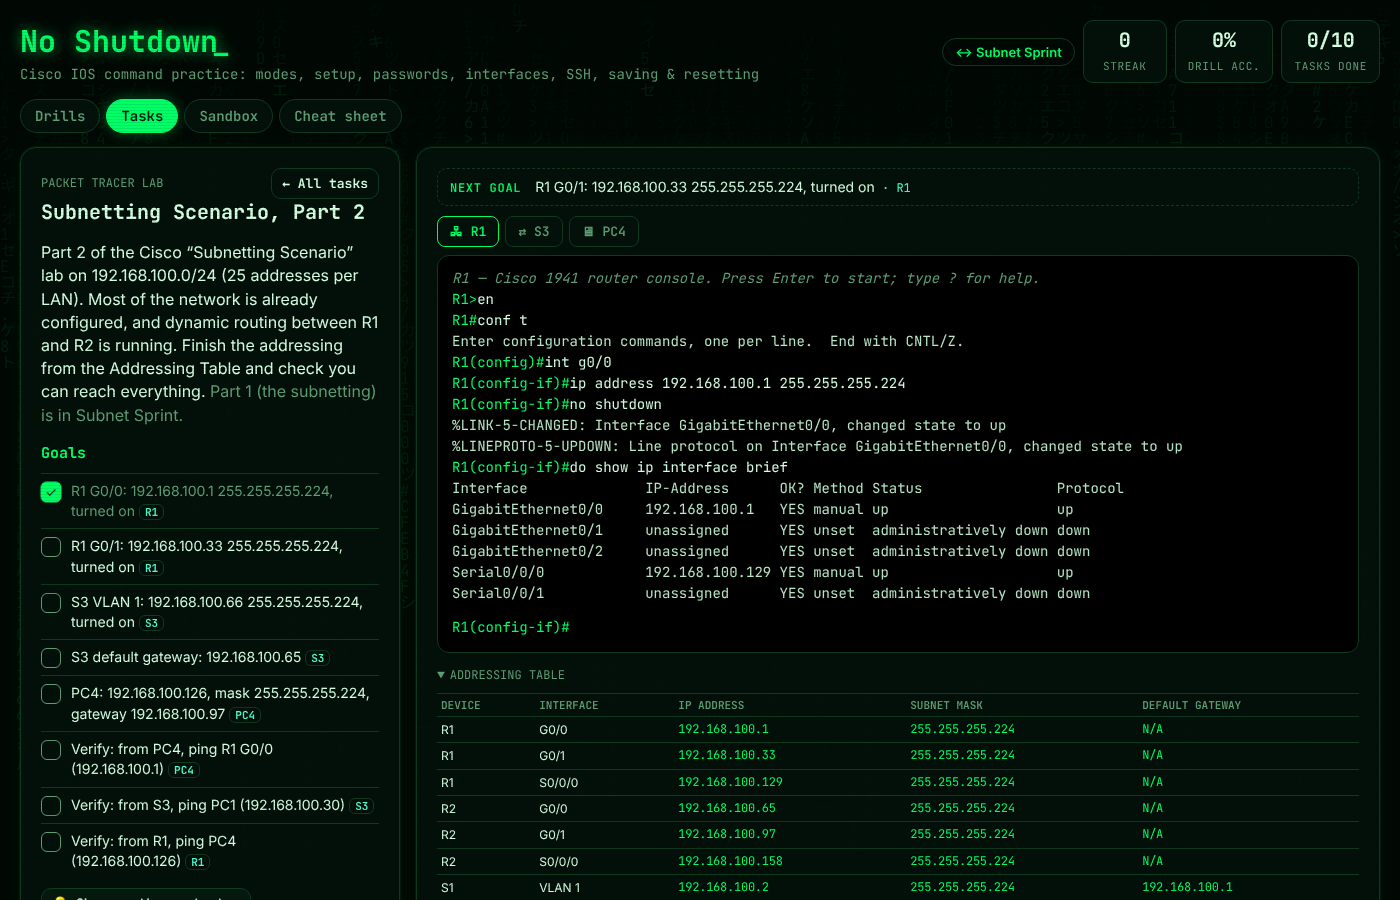 No Shutdown_
Cisco IOS command practice: modes, setup, passwords, interfaces, SSH, saving & resetting
↔ Subnet Sprint
0
STREAK
0%
DRILL ACC.
0/10
TASKS DONE
Drills
Tasks
Sandbox
Cheat sheet
PACKET TRACER LAB
← All tasks
Subnetting Scenario, Part 2
Part 2 of the Cisco “Subnetting Scenario”
lab on 192.168.100.0/24 (25 addresses per
LAN). Most of the network is already
configured, and dynamic routing between R1
and R2 is running. Finish the addressing
from the Addressing Table and check you
can reach everything. Part 1 (the subnetting)
is in Subnet Sprint.
Goals
R1 G0/0: 192.168.100.1 255.255.255.224,
turned on R1
R1 G0/1: 192.168.100.33 255.255.255.224,
turned on R1
S3 VLAN 1: 192.168.100.66 255.255.255.224,
turned on S3
S3 default gateway: 192.168.100.65 S3
PC4: 192.168.100.126, mask 255.255.255.224,
gateway 192.168.100.97 PC4
Verify: from PC4, ping R1 G0/0
(192.168.100.1) PC4
Verify: from S3, ping PC1 (192.168.100.30) S3
Verify: from R1, ping PC4
(192.168.100.126) R1
NEXT GOAL R1 G0/1: 192.168.100.33 255.255.255.224, turned on · R1
R1
⇄ S3
PC4
R1 — Cisco 1941 router console. Press Enter to start; type ? for help.
R1>en
R1#conf t
Enter configuration commands, one per line.  End with CNTL/Z.
R1(config)#int g0/0
R1(config-if)#ip address 192.168.100.1 255.255.255.224
R1(config-if)#no shutdown
%LINK-5-CHANGED: Interface GigabitEthernet0/0, changed state to up
%LINEPROTO-5-UPDOWN: Line protocol on Interface GigabitEthernet0/0, changed state to up
R1(config-if)#do show ip interface brief
Interface              IP-Address      OK? Method Status                Protocol
GigabitEthernet0/0     192.168.100.1   YES manual up                    up
GigabitEthernet0/1     unassigned      YES unset  administratively down down
GigabitEthernet0/2     unassigned      YES unset  administratively down down
Serial0/0/0            192.168.100.129 YES manual up                    up
Serial0/0/1            unassigned      YES unset  administratively down down
R1(config-if)#
▼ ADDRESSING TABLE
DEVICE INTERFACE IP ADDRESS SUBNET MASK DEFAULT GATEWAY
R1 G0/0 192.168.100.1 255.255.255.224 N/A
R1 G0/1 192.168.100.33 255.255.255.224 N/A
R1 S0/0/0 192.168.100.129 255.255.255.224 N/A
R2 G0/0 192.168.100.65 255.255.255.224 N/A
R2 G0/1 192.168.100.97 255.255.255.224 N/A
R2 S0/0/0 192.168.100.158 255.255.255.224 N/A
S1 VLAN 1 192.168.100.2 255.255.255.224 192.168.100.1